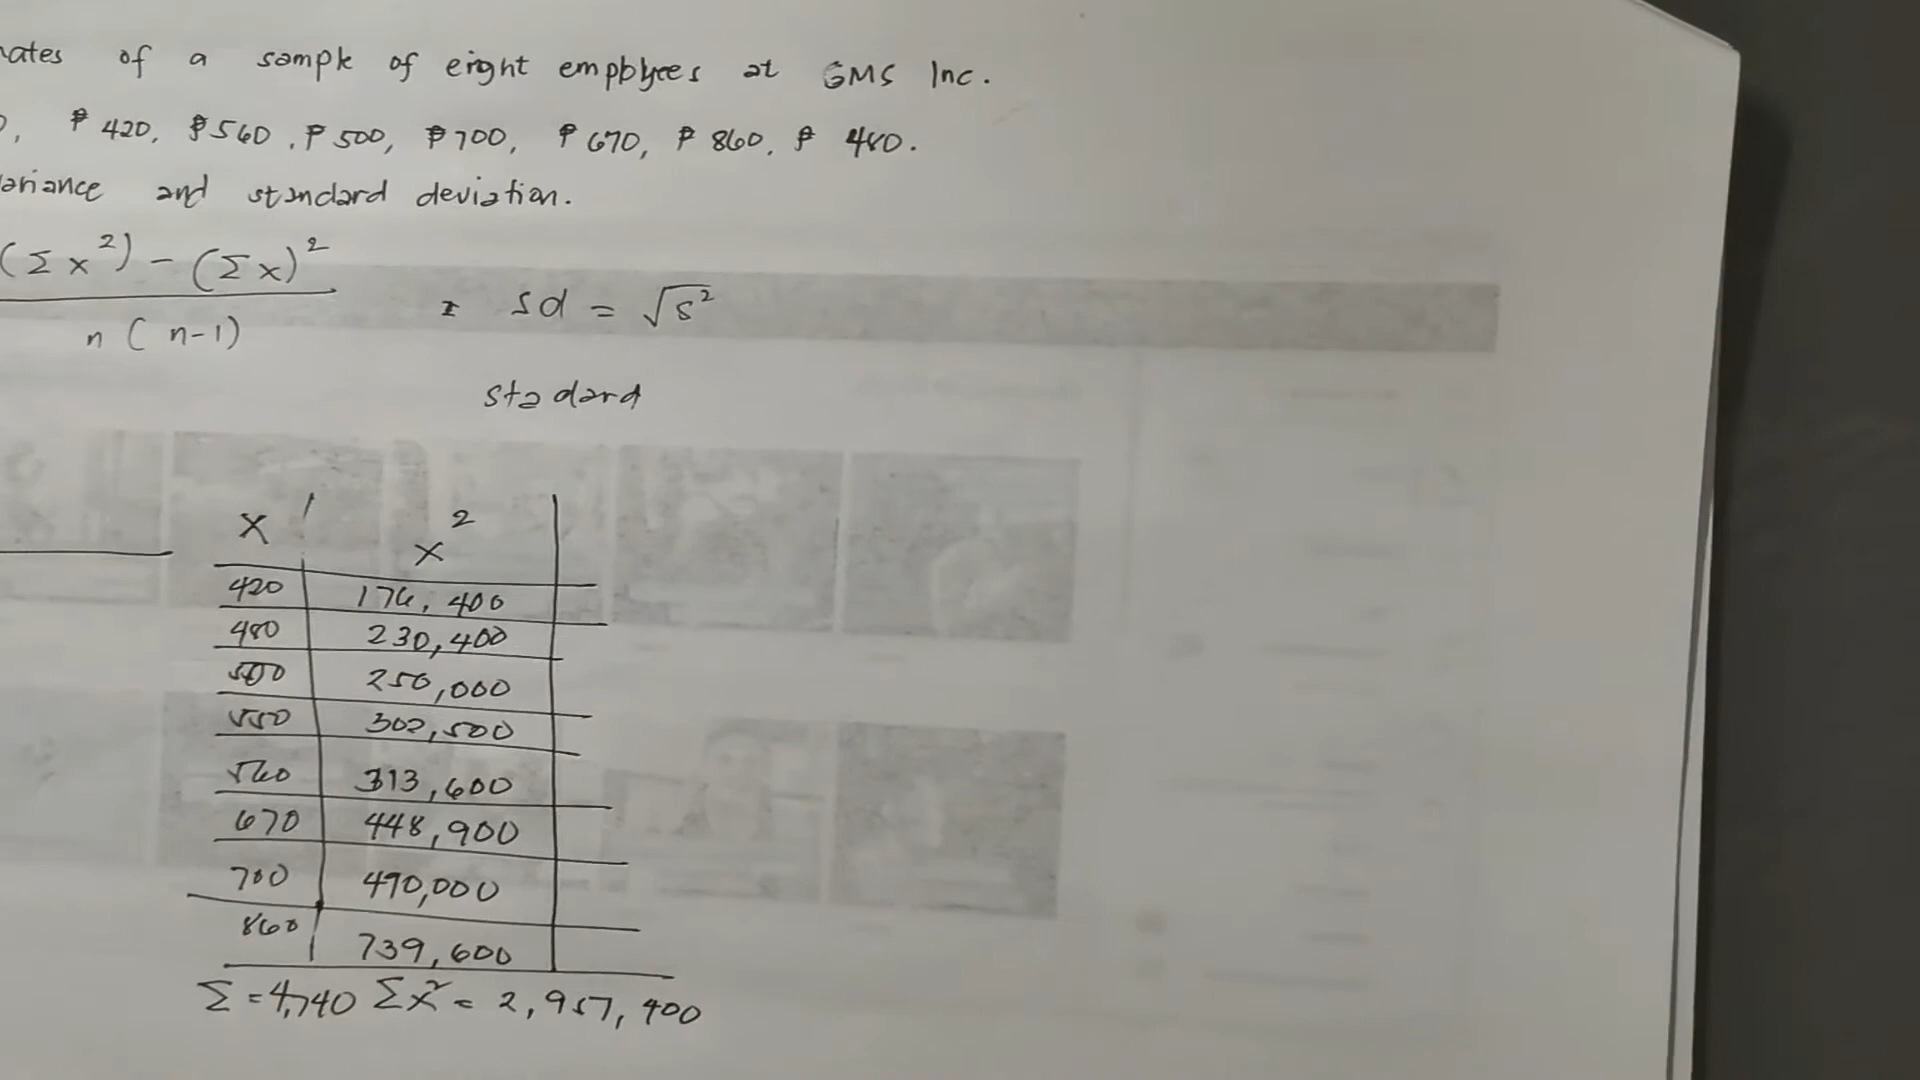 ates of a sample of eight employees at GMS Inc.
, ₱ 420, ₱560, ₱ 500, ₱700, ₱ 670, ₱ 860, ₱ 480.
ariance and standard deviation.
(Σx²) - (Σx)²
n ( n-1)
sd = √s²
stadard
x x²
420 176,400
480 230,400
500 250,000
550 302,500
560 313,600
670 448,900
700 490,000
860 739,600
Σ = 4,740 Σx² = 2,951,400